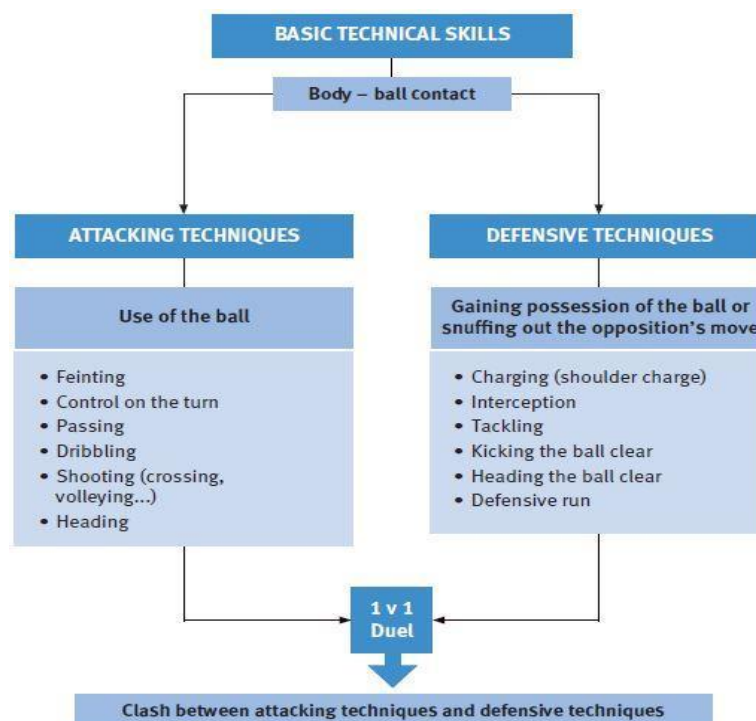 BASIC TECHNICAL SKILLS
Body – ball contact
ATTACKING TECHNIQUES
Use of the ball
• Feinting
• Control on the turn
• Passing
• Dribbling
• Shooting (crossing,
volleying...)
• Heading
DEFENSIVE TECHNIQUES
Gaining possession of the ball or
snuffing out the opposition's move
• Charging (shoulder charge)
• Interception
• Tackling
• Kicking the ball clear
• Heading the ball clear
• Defensive run
1 v 1
Duel
Clash between attacking techniques and defensive techniques